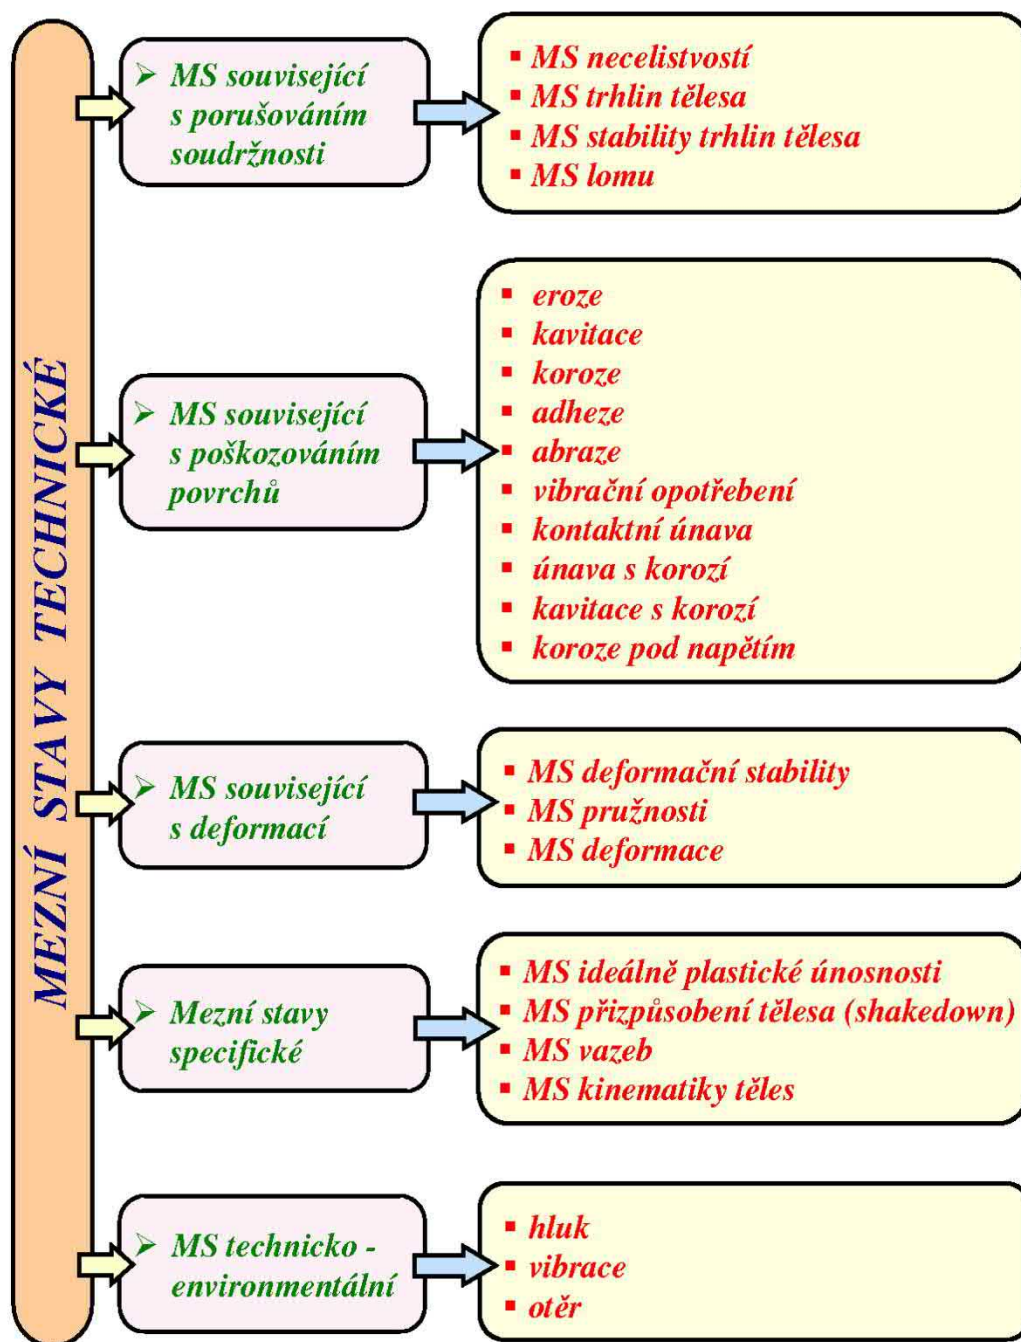 MEZNÍ STAVY TECHNICKÉ
➢ MS související
s porušováním
soudržnosti
▪ MS necelistvostí
▪ MS trhlin tělesa
▪ MS stability trhlin tělesa
▪ MS lomu
➢ MS související
s poškozováním
povrchů
▪ eroze
▪ kavitace
▪ koroze
▪ adheze
▪ abraze
▪ vibrační opotřebení
▪ kontaktní únava
▪ únava s korozí
▪ kavitace s korozí
▪ koroze pod napětím
➢ MS související
s deformací
▪ MS deformační stability
▪ MS pružnosti
▪ MS deformace
➢ Mezní stavy
specifické
▪ MS ideálně plastické únosnosti
▪ MS přizpůsobení tělesa (shakedown)
▪ MS vazeb
▪ MS kinematiky těles
➢ MS technicko -
environmentální
▪ hluk
▪ vibrace
▪ otěr